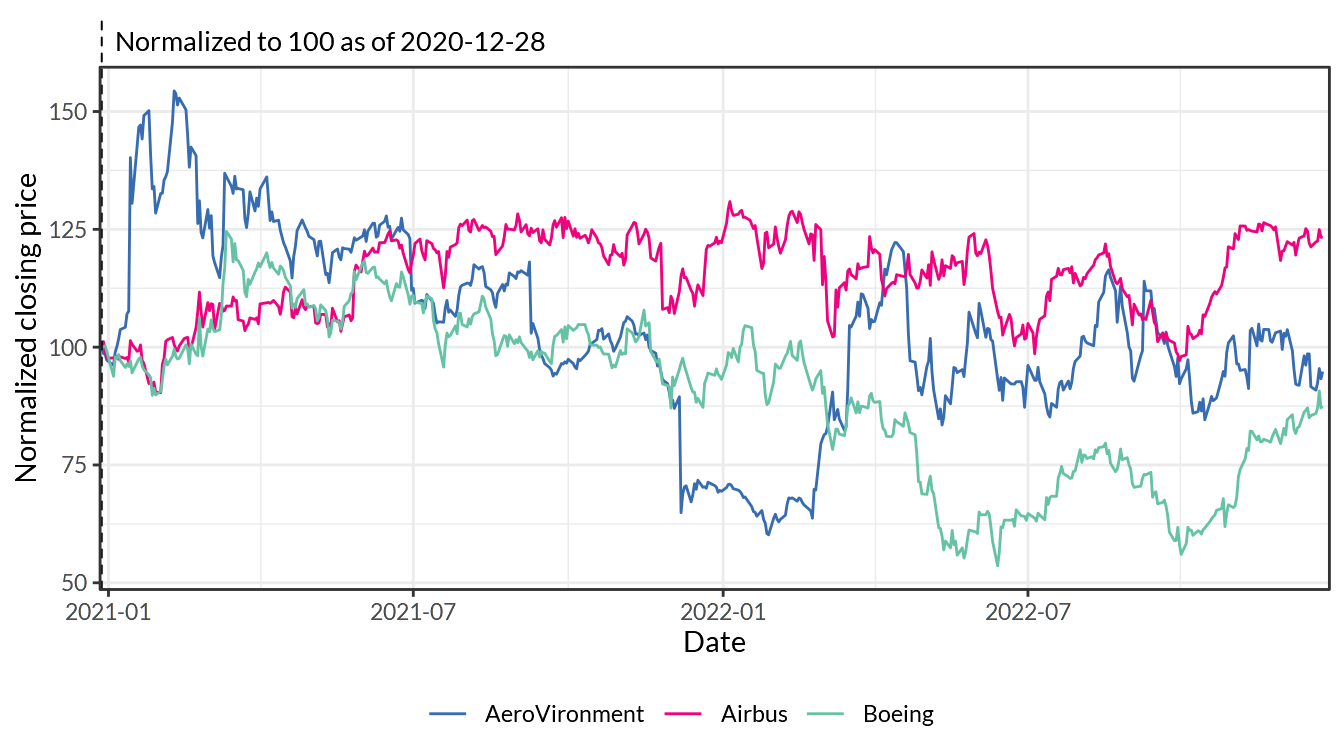 Normalized to 100 as of 2020-12-28
Normalized closing price
150
125
100
75
50
2021-01 2021-07 2022-01 2022-07
Date
AeroVironment Airbus Boeing